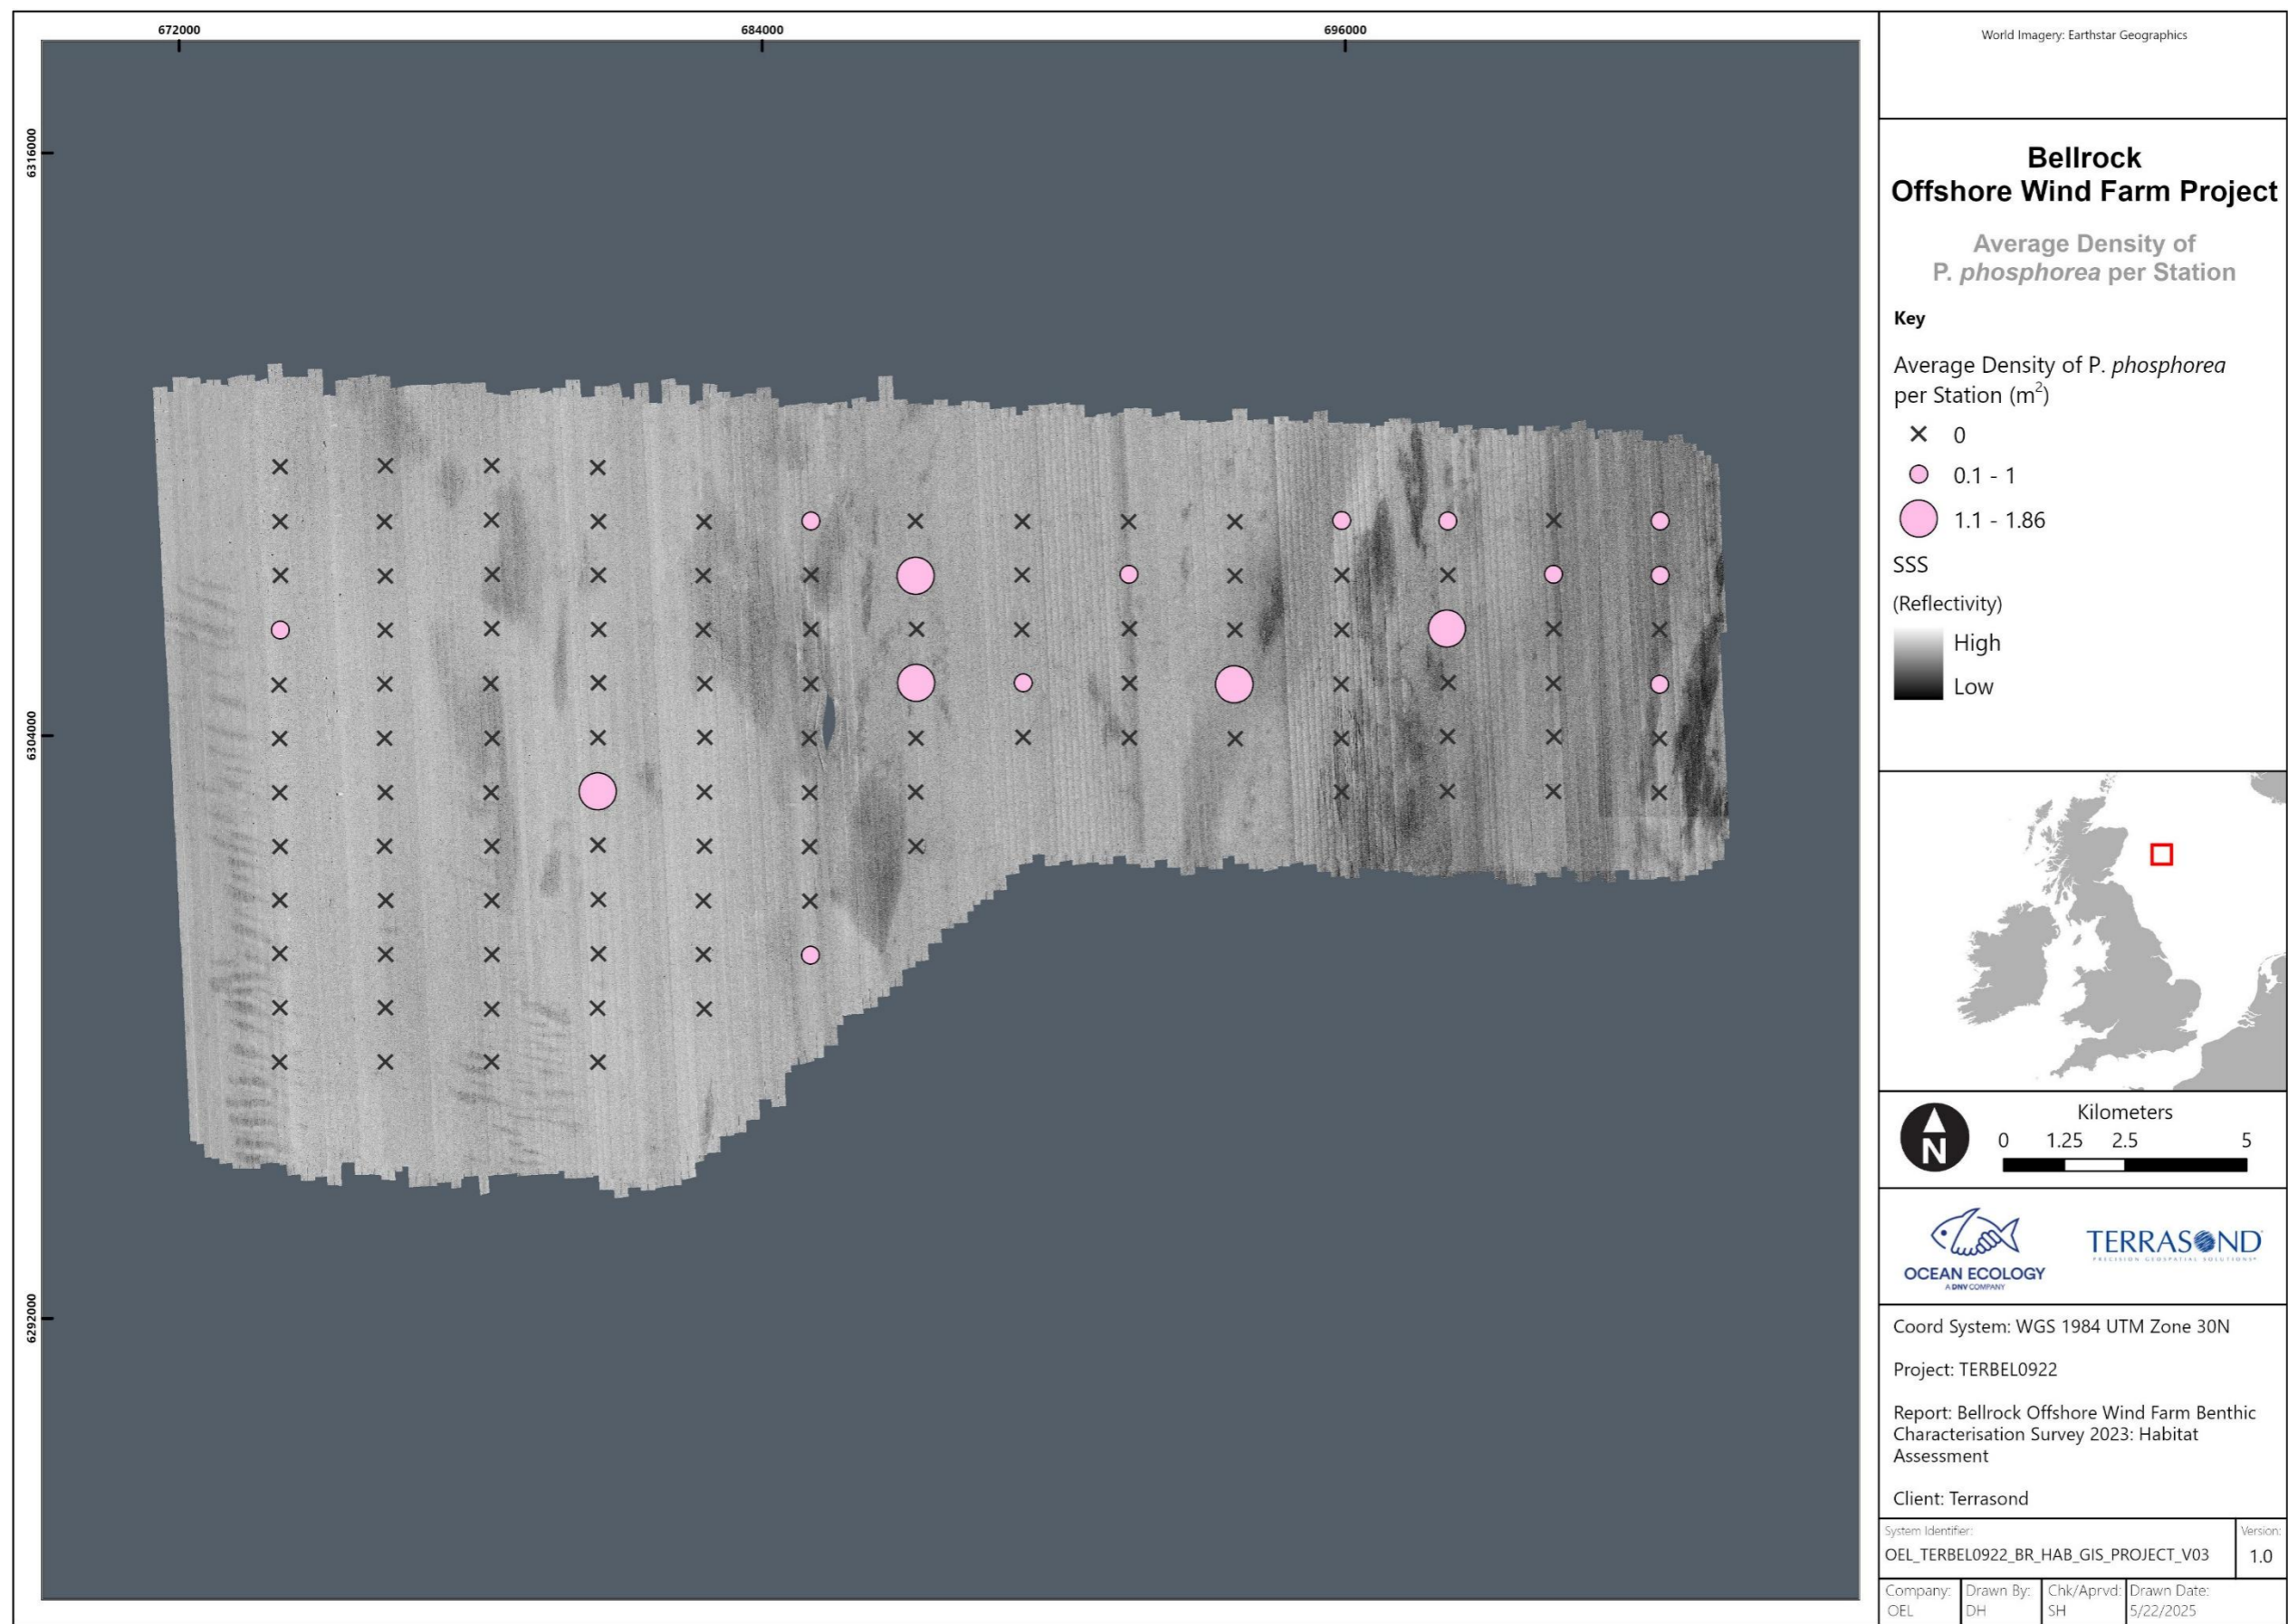 672000
684000
696000
6316000
6304000
6292000
World Imagery: Earthstar Geographics
Bellrock
Offshore Wind Farm Project
Average Density of
P. phosphorea per Station
Key
Average Density of P. phosphorea
per Station (m²)
0
0.1 - 1
1.1 - 1.86
SSS
(Reflectivity)
High
Low
N
Kilometers
0 1.25 2.5 5
OCEAN ECOLOGY
A DNV COMPANY
TERRASOND
PRECISION GEOSPATIAL SOLUTIONS
Coord System: WGS 1984 UTM Zone 30N
Project: TERBEL0922
Report: Bellrock Offshore Wind Farm Benthic
Characterisation Survey 2023: Habitat
Assessment
Client: Terrasond
System Identifier: Version:
OEL_TERBEL0922_BR_HAB_GIS_PROJECT_V03 1.0
Company: Drawn By: Chk/Aprvd: Drawn Date:
OEL DH SH 5/22/2025